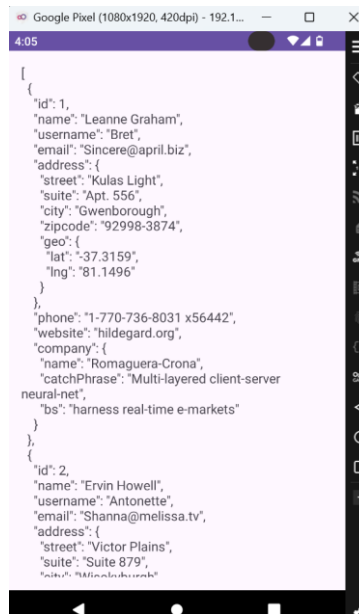 Google Pixel (1080x1920, 420dpi) - 192.1...
4:05
[
{
"id": 1,
"name": "Leanne Graham",
"username": "Bret",
"email": "Sincere@april.biz",
"address": {
"street": "Kulas Light",
"suite": "Apt. 556",
"city": "Gwenborough",
"zipcode": "92998-3874",
"geo": {
"lat": "-37.3159",
"lng": "81.1496"
}
},
"phone": "1-770-736-8031 x56442",
"website": "hildegard.org",
"company": {
"name": "Romaguera-Crona",
"catchPhrase": "Multi-layered client-server
neural-net",
"bs": "harness real-time e-markets"
}
},
{
"id": 2,
"name": "Ervin Howell",
"username": "Antonette",
"email": "Shanna@melissa.tv",
"address": {
"street": "Victor Plains",
"suite": "Suite 879",
"city": "Wisokyburgh"